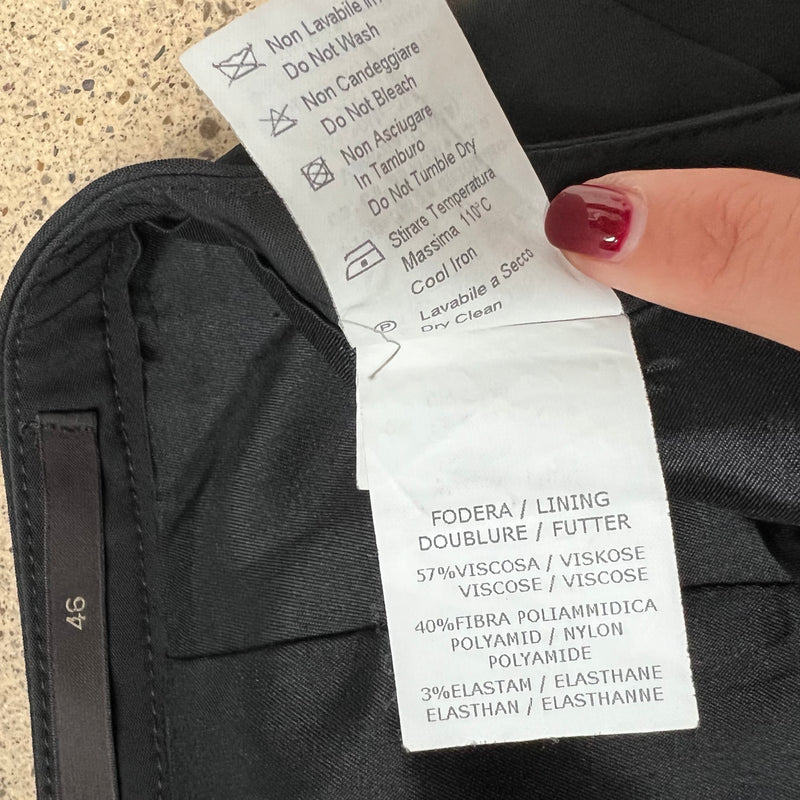 Non Lavabile in
Do Not Wash
Non Candeggiare
Do Not Bleach
Non Asciugare
In Tamburo
Do Not Tumble Dry
Stirare Temperatura
Massima 110°C
Cool Iron
P
Lavabile a Secco
Dry Clean
FODERA / LINING
DOUBLURE / FUTTER
57%VISCOSA / VISKOSE
VISCOSE / VISCOSE
40%FIBRA POLIAMMIDICA
POLYAMID / NYLON
POLYAMIDE
3%ELASTAM / ELASTHANE
ELASTHAN / ELASTHANNE
46